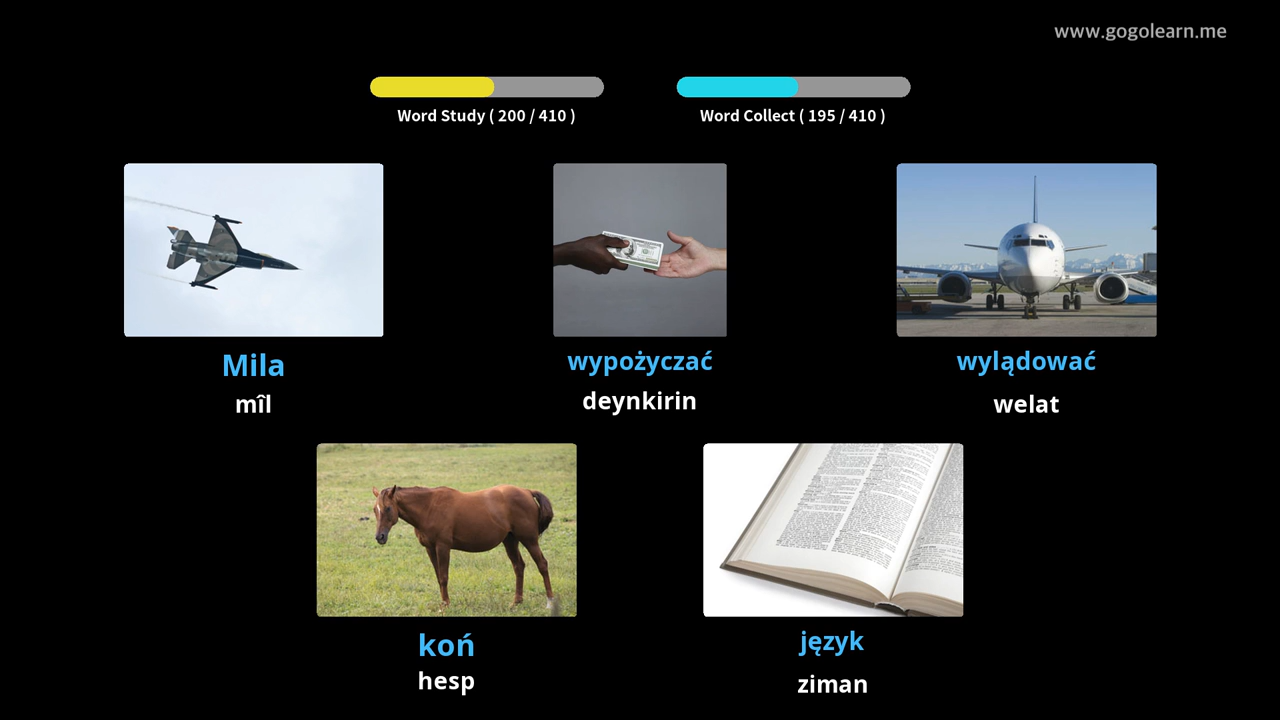 www.gogolearn.me
Word Study ( 200 / 410 )
Word Collect ( 195 / 410 )
Mila
mîl
wypożyczać
deynkirin
wylądować
welat
koń
hesp
język
ziman